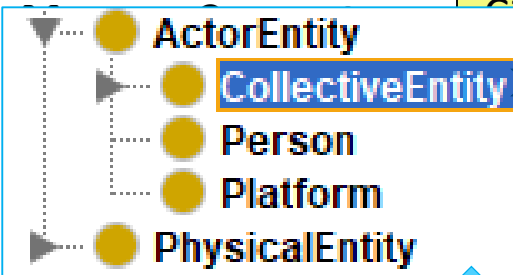 ActorEntity
CollectiveEntity
Person
Platform
PhysicalEntity